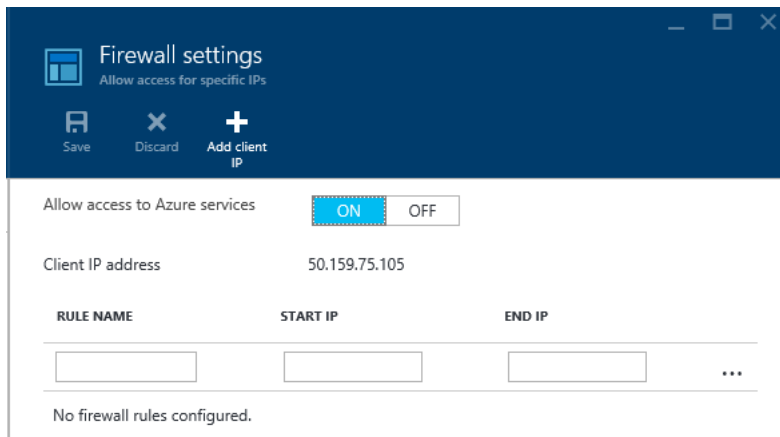 Firewall settings
Allow access for specific IPs
Save Discard Add client
IP
Allow access to Azure services ON OFF
Client IP address 50.159.75.105
RULE NAME START IP END IP
...
No firewall rules configured.